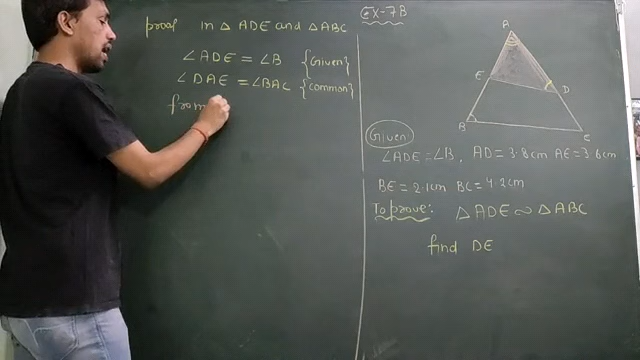 proof in △ ADE and △ ABC
∠ADE = ∠B {Given}
∠DAE = ∠BAC {common}
from
EX-7B
A
E
D
B
C
Given:
∠ADE = ∠B, AD = 3.8cm AE = 3.6cm
BE = 2.1cm BC = 4.2cm
To prove: △ADE ~ △ABC
find DE